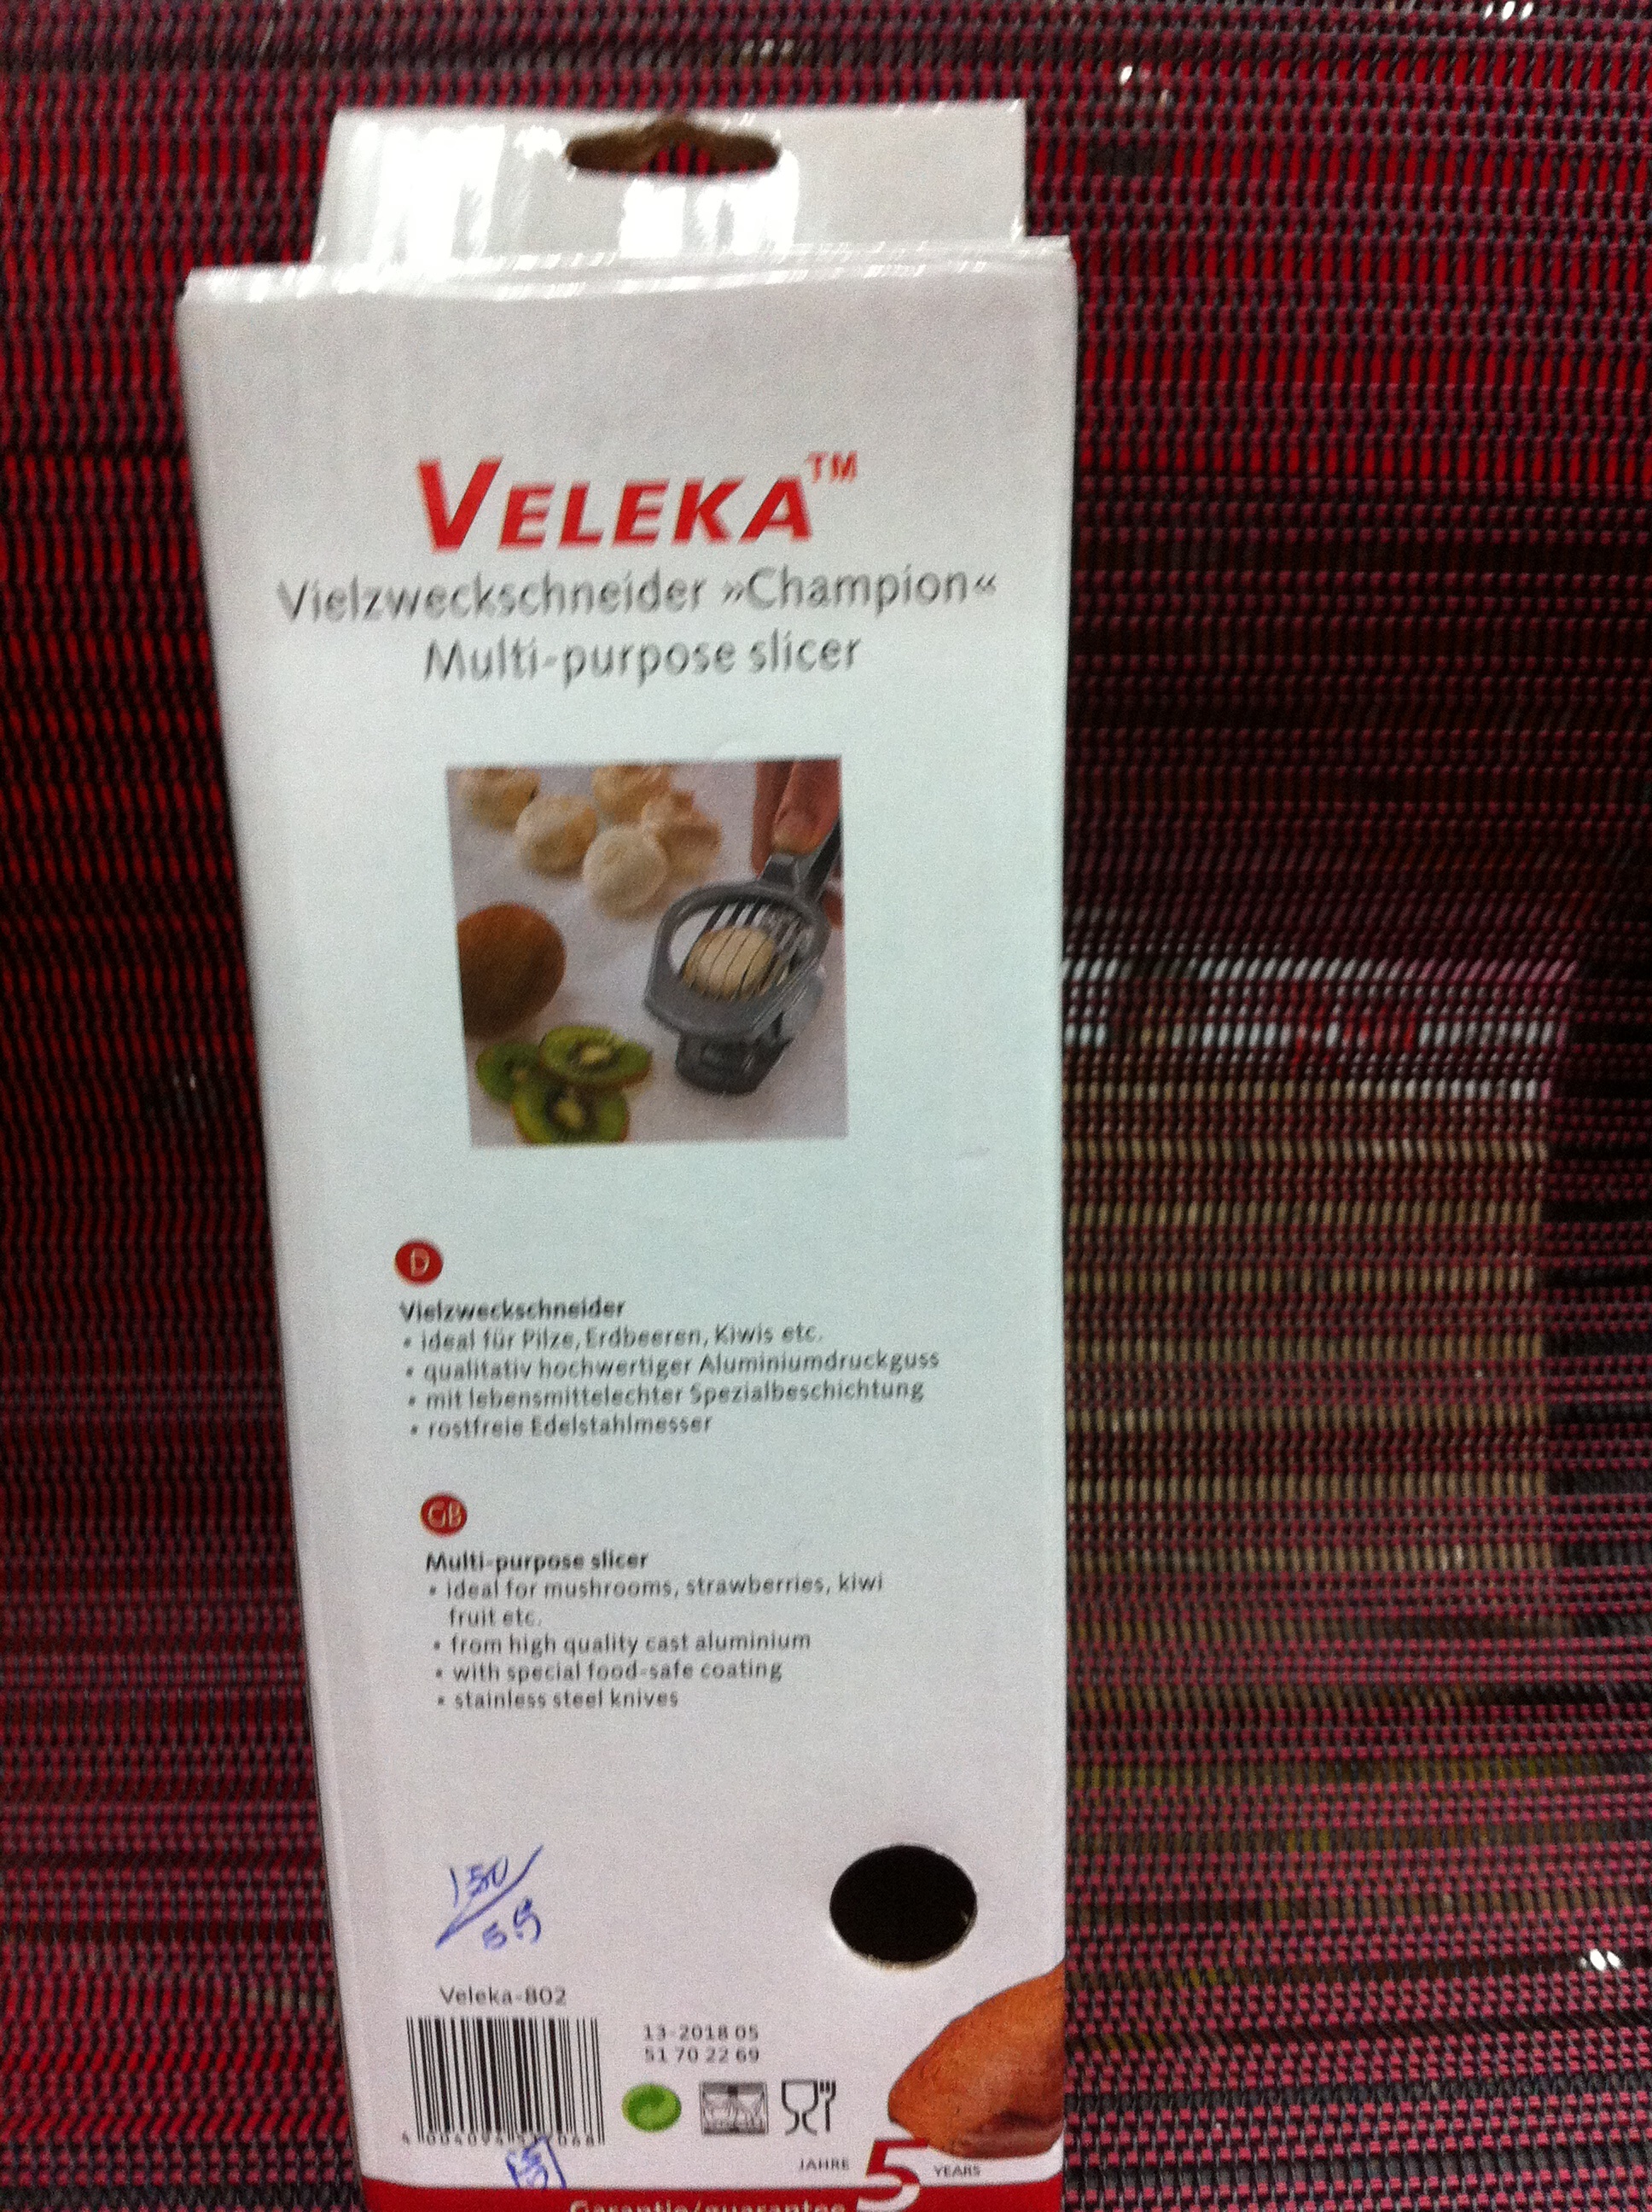 VELEKA™
Vielzweckschneider »Champion«
Multi-purpose slicer
D
Vielzweckschneider
• ideal für Pilze, Erdbeeren, Kiwis etc.
• qualitativ hochwertiger Aluminiumdruckguss
• mit lebensmittelechter Spezialbeschichtung
• rostfreie Edelstahlmesser
GB
Multi-purpose slicer
• ideal for mushrooms, strawberries, kiwi
fruit etc.
• from high quality cast aluminium
• with special food-safe coating
• stainless steel knives
150
Veleka-802
13-2018 05
51 70 22 69
JAHRE 5 YEARS
Garantie/guarantee